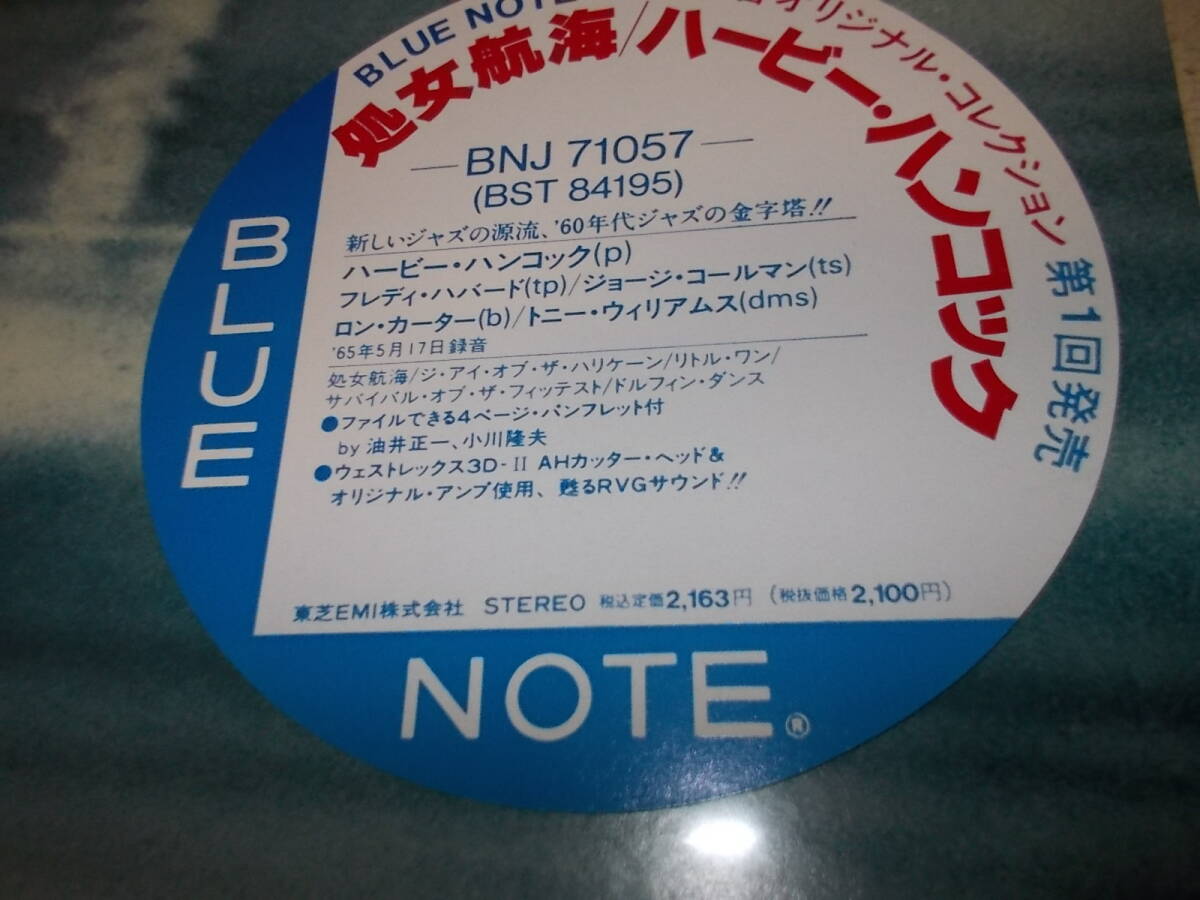 BLUE NOTE
オリジナル・コレクション 第1回発売
処女航海/ハービー・ハンコック
BNJ 71057
(BST 84195)
新しいジャズの源流、'60年代ジャズの金字塔!!
ハービー・ハンコック(p)
フレディ・ハバード(tp)/ジョージ・コールマン(ts)
ロン・カーター(b)/トニー・ウィリアムス(dms)
'65年5月17日録音
処女航海/ジ・アイ・オブ・ザ・ハリケーン/リトル・ワン/
サバイバル・オブ・ザ・フィッテスト/ドルフィン・ダンス
●ファイルできる4ページ・パンフレット付
by 油井正一、小川隆夫
●ウェストレックス3D-II AHカッター・ヘッド&
オリジナル・アンプ使用、甦るRVGサウンド!!
東芝EMI株式会社 STEREO 税込定価2,163円 (税抜価格2,100円)
BLUE
NOTE®